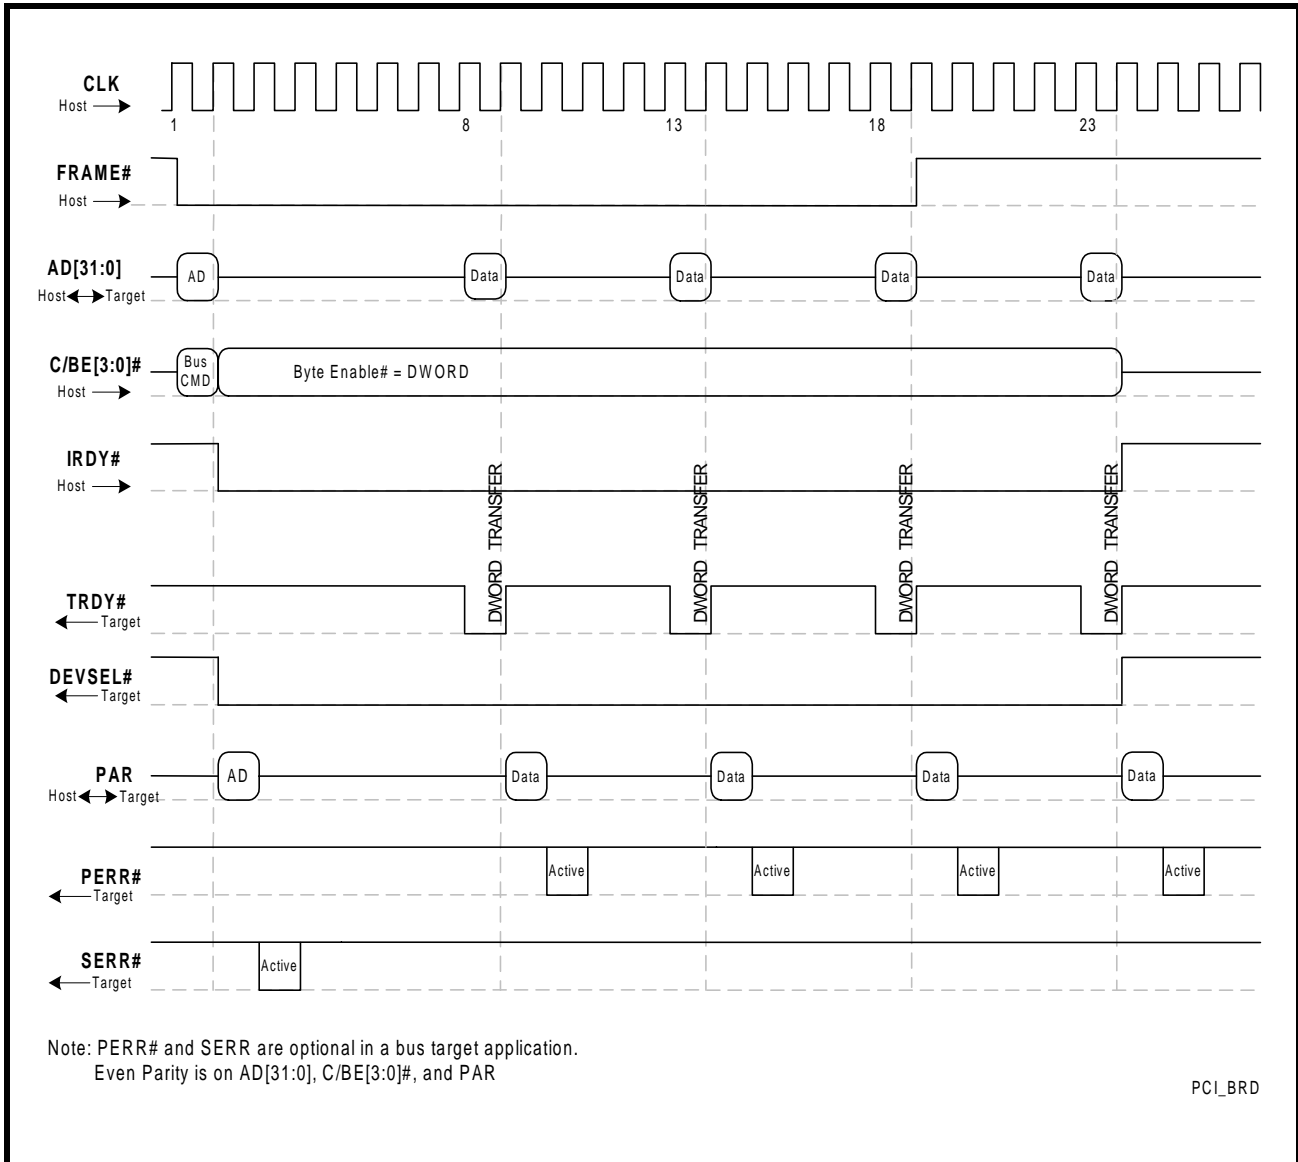 CLK
Host
1 8 13 18 23
FRAME#
Host
AD[31:0]
Host Target
AD Data Data Data Data
C/BE[3:0]#
Host
Bus
CMD
Byte Enable# = DWORD
IRDY#
Host
DWORD TRANSFER
DWORD TRANSFER
DWORD TRANSFER
DWORD TRANSFER
TRDY#
Target
DEVSEL#
Target
PAR
Host Target
AD Data Data Data Data
PERR#
Target
Active Active Active Active
SERR#
Target
Active
Note: PERR# and SERR are optional in a bus target application.
Even Parity is on AD[31:0], C/BE[3:0]#, and PAR
PCI_BRD